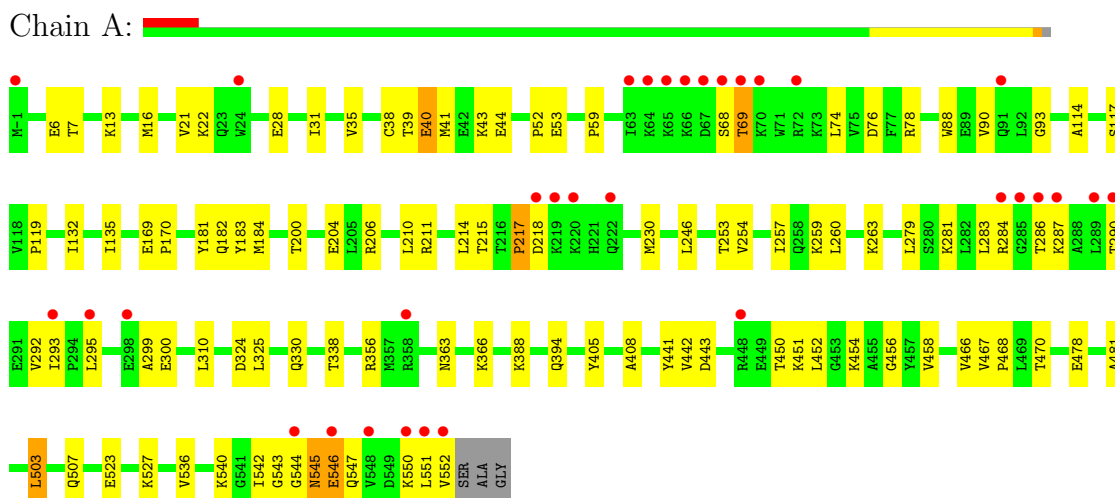 Chain A:
M-1 E6 T7 K13 M16 V21 K22 Q23 W24 E28 I31 V35 C38 T39 E40 M41 E42 K43 E44 P52 E53 P59 I63 K64 K65 K66 D67 S68 T69 K70 W71 R72 K73 L74 V75 D76 F77 R78 W88 E89 V90 Q91 L92 G93 A114 S117
V118 P119 I132 I135 E169 P170 Y181 Q182 Y183 M184 T200 E204 L205 R206 L210 R211 L214 T215 T216 P217 D218 K219 K220 H221 Q222 M230 L246 T253 V254 I257 Q258 K259 L260 K263 L279 S280 K281 L282 L283 R284 G285 T286 K287 A288 L289 T290
E291 V292 I293 P294 L295 E298 A299 E300 L310 D324 L325 Q330 T338 R356 M357 R358 N363 K366 K388 Q394 Y405 A408 Y441 V442 D443 R448 E449 T450 K451 L452 G453 K454 A455 G456 Y457 V458 V466 V467 P468 L469 T470 E478 A481
L503 Q507 E523 K527 V536 K540 G541 I542 G543 G544 N545 E546 Q547 V548 D549 K550 L551 V552 SER ALA GLY